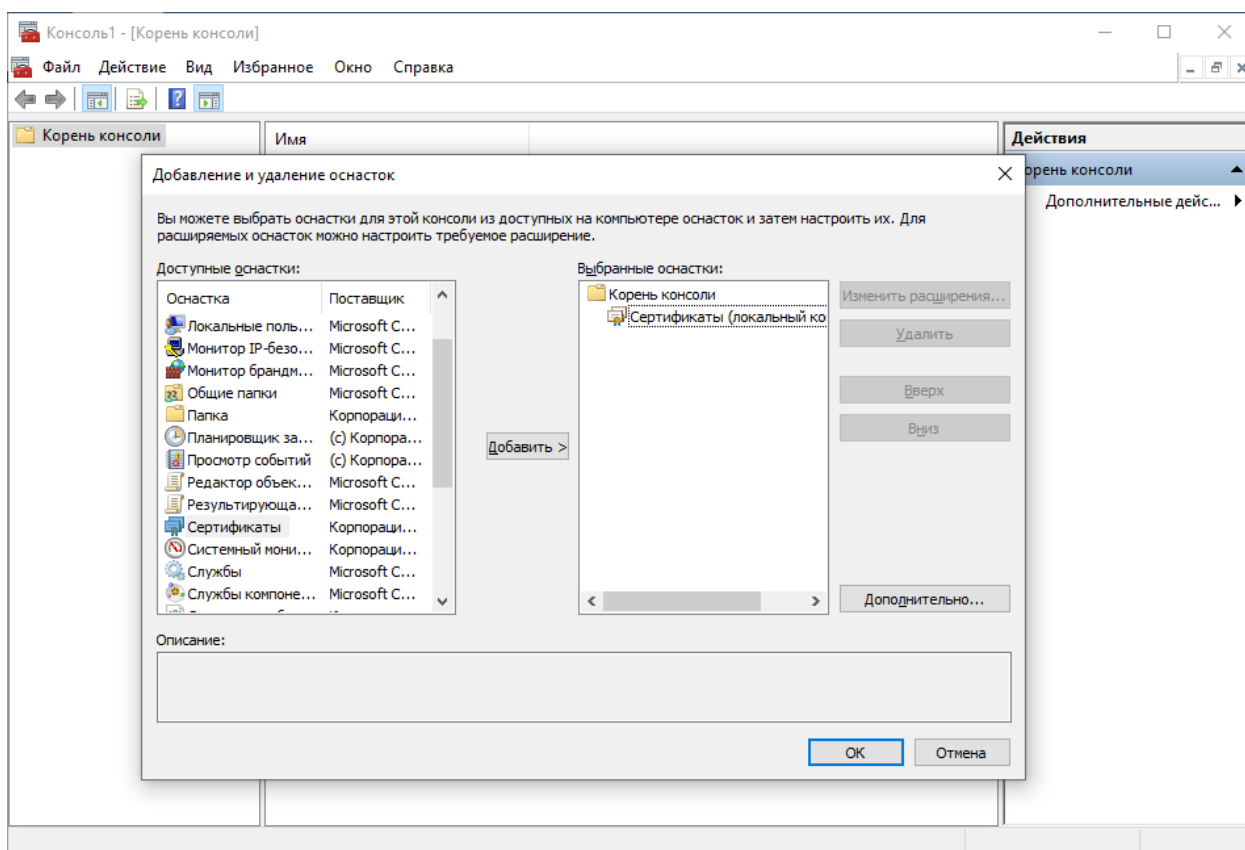 Консоль1 - [Корень консоли]
Файл Действие Вид Избранное Окно Справка
Корень консоли
Имя
Действия
орень консоли
Дополнительные дейс...
Добавление и удаление оснасток
Вы можете выбрать оснастки для этой консоли из доступных на компьютере оснасток и затем настроить их. Для
расширяемых оснасток можно настроить требуемое расширение.
Доступные оснастки:
Оснастка Поставщик
Локальные поль... Microsoft C...
Монитор IP-безо... Microsoft C...
Монитор брандм... Microsoft C...
Общие папки Microsoft C...
Папка Корпораци...
Планировщик за... (c) Корпора...
Просмотр событий (c) Корпора...
Редактор объек... Microsoft C...
Результирующа... Microsoft C...
Сертификаты Корпораци...
Системный мони... Корпораци...
Службы Microsoft C...
Службы компоне... Microsoft C...
Добавить >
Выбранные оснастки:
Корень консоли
Сертификаты (локальный ко
Изменить расширения...
Удалить
Вверх
Вниз
Дополнительно...
Описание:
ОК
Отмена